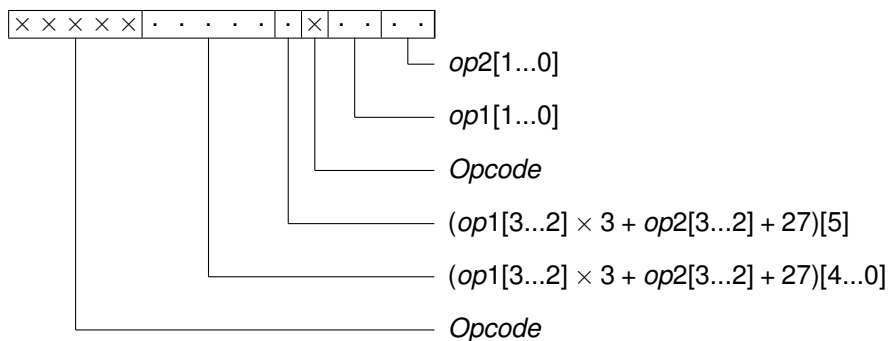 × × × × × · · · · · · × · · · ·
op2[1...0]
op1[1...0]
Opcode
(op1[3...2] × 3 + op2[3...2] + 27)[5]
(op1[3...2] × 3 + op2[3...2] + 27)[4...0]
Opcode